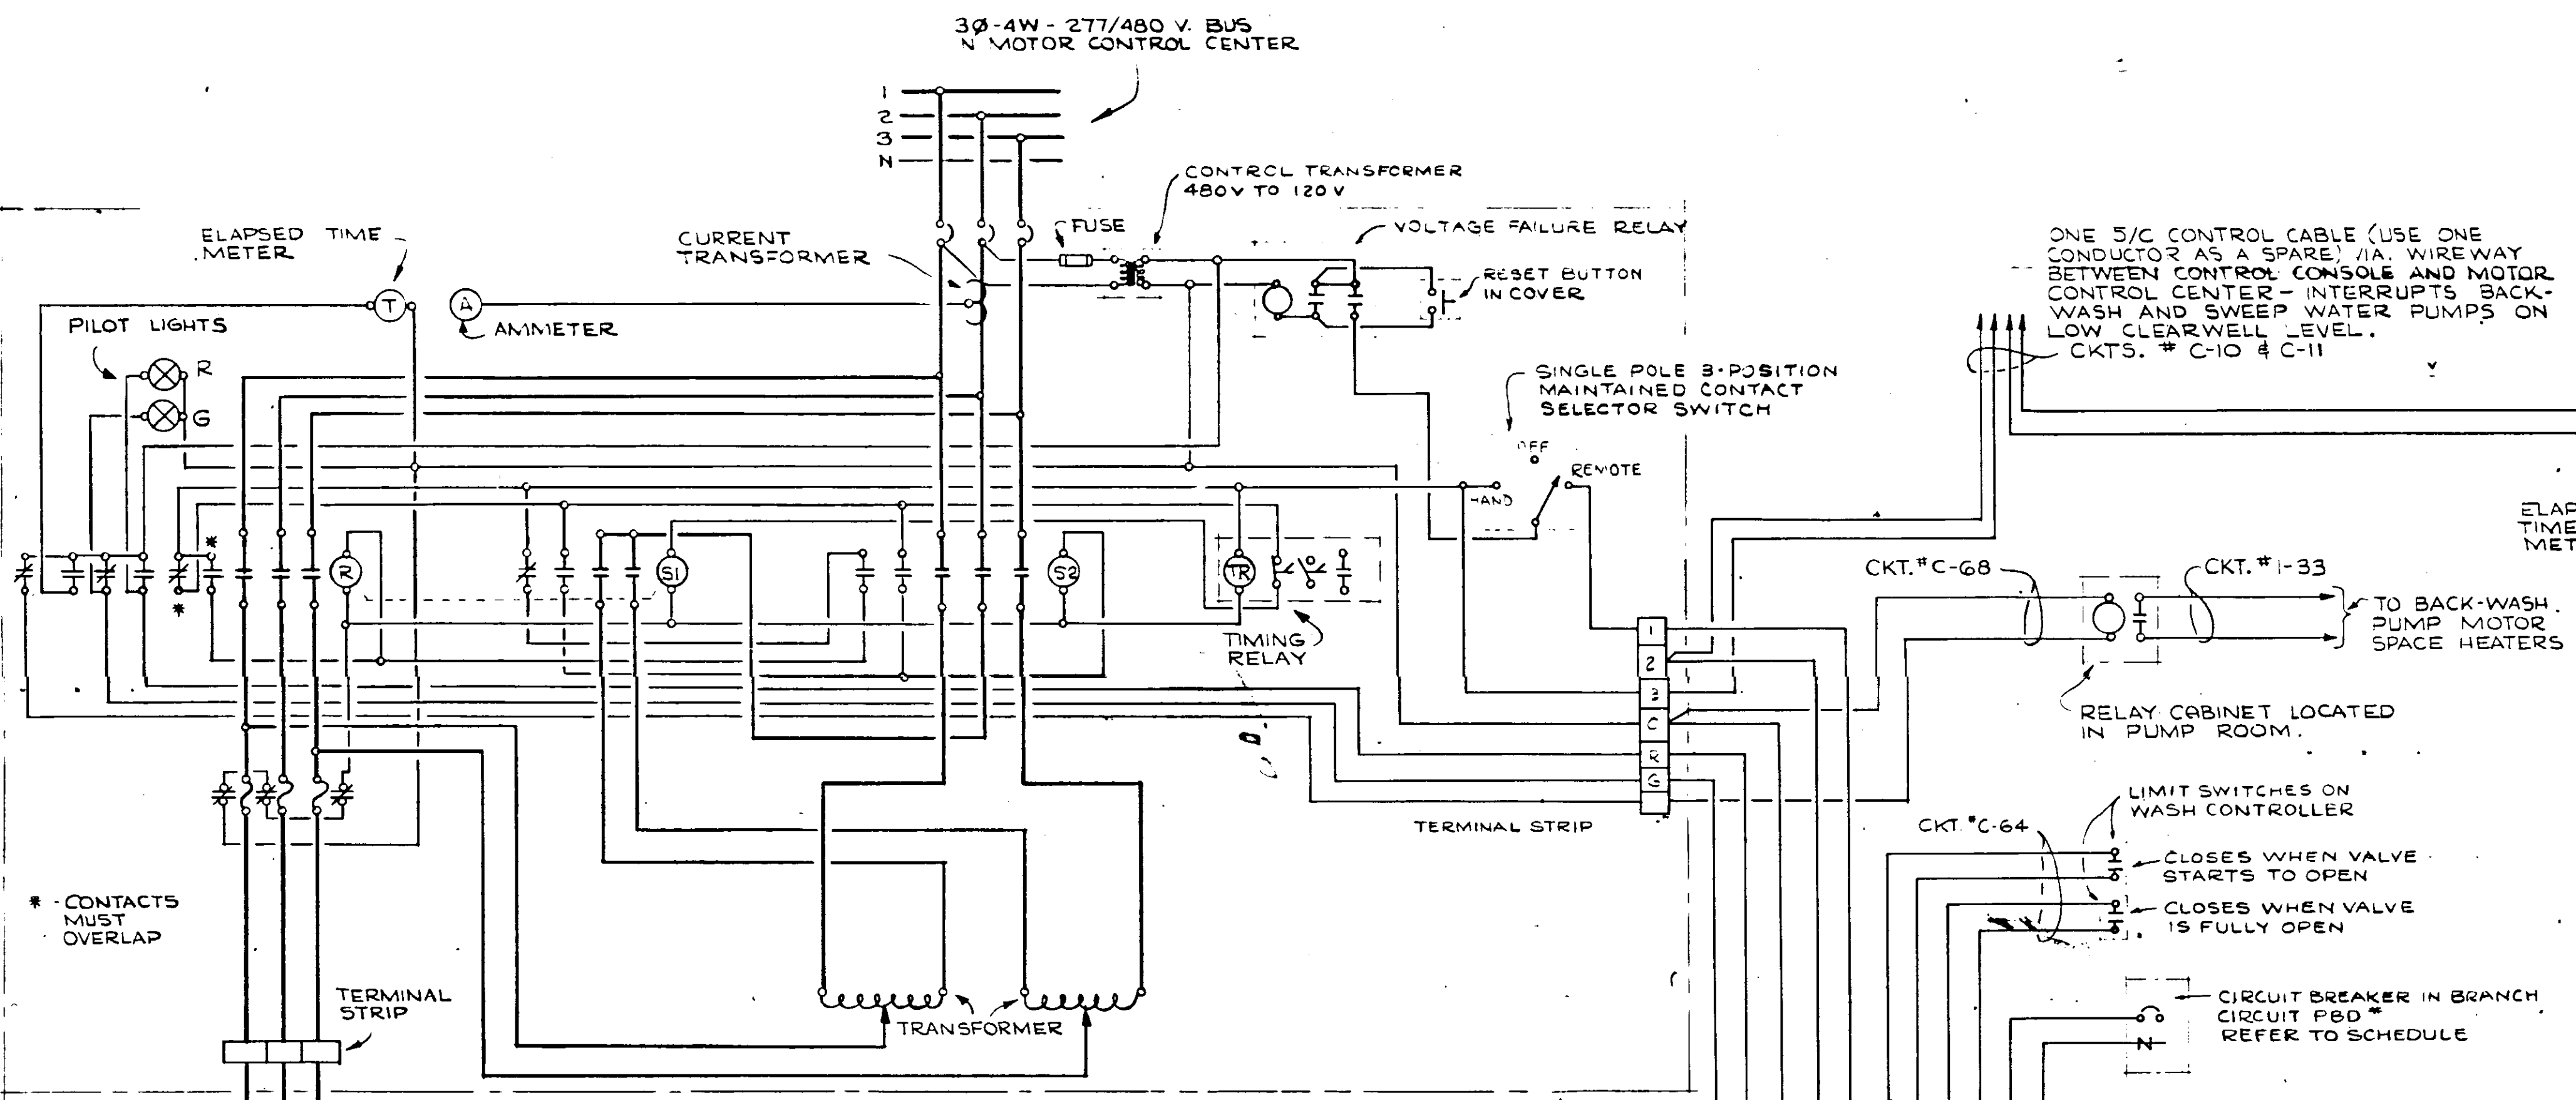 3Ø-4W- 277/480 V. BUS
N MOTOR CONTROL CENTER
1
2
3
N
CONTROL TRANSFORMER
480V TO 120V
ELAPSED TIME
METER
CURRENT
TRANSFORMER
FUSE
VOLTAGE FAILURE RELAY
RESET BUTTON
IN COVER
T
A
AMMETER
PILOT LIGHTS
R
G
ONE 5/C CONTROL CABLE (USE ONE
CONDUCTOR AS A SPARE) VIA. WIREWAY
BETWEEN CONTROL CONSOLE AND MOTOR
CONTROL CENTER - INTERRUPTS BACK-
WASH AND SWEEP WATER PUMPS ON
LOW CLEARWELL LEVEL.
CKTS. # C-10 & C-11
SINGLE POLE 3-POSITION
MAINTAINED CONTACT
SELECTOR SWITCH
OFF
REMOTE
HAND
*
R
S1
S2
TR
*
TIMING
RELAY
ELAP
TIME
MET
CKT.#C-68
CKT.#1-33
TO BACK-WASH.
PUMP MOTOR
SPACE HEATERS
RELAY CABINET LOCATED
IN PUMP ROOM.
1
2
3
C
R
G
TERMINAL STRIP
LIMIT SWITCHES ON
WASH CONTROLLER
CKT.#C-64
CLOSES WHEN VALVE
STARTS TO OPEN
CLOSES WHEN VALVE
IS FULLY OPEN
* - CONTACTS
MUST
OVERLAP
TERMINAL
STRIP
TRANSFORMER
CIRCUIT BREAKER IN BRANCH
CIRCUIT PBD #
REFER TO SCHEDULE
N